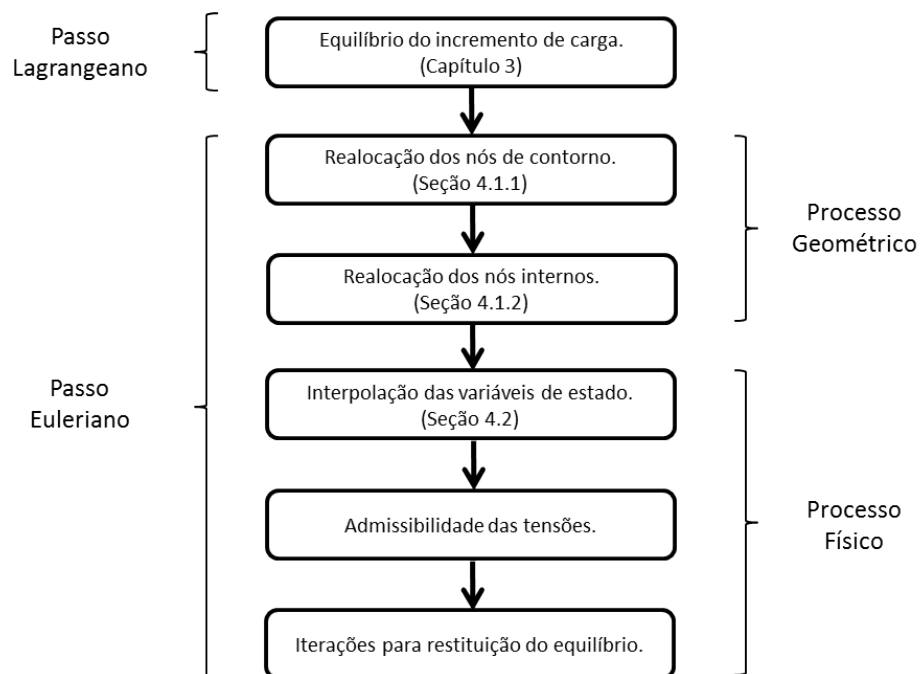 Passo
Lagrangeano
Equilíbrio do incremento de carga.
(Capítulo 3)
Realocação dos nós de contorno.
(Seção 4.1.1)
Processo
Geométrico
Realocação dos nós internos.
(Seção 4.1.2)
Passo
Euleriano
Interpolação das variáveis de estado.
(Seção 4.2)
Admissibilidade das tensões.
Processo
Físico
Iterações para restituição do equilíbrio.